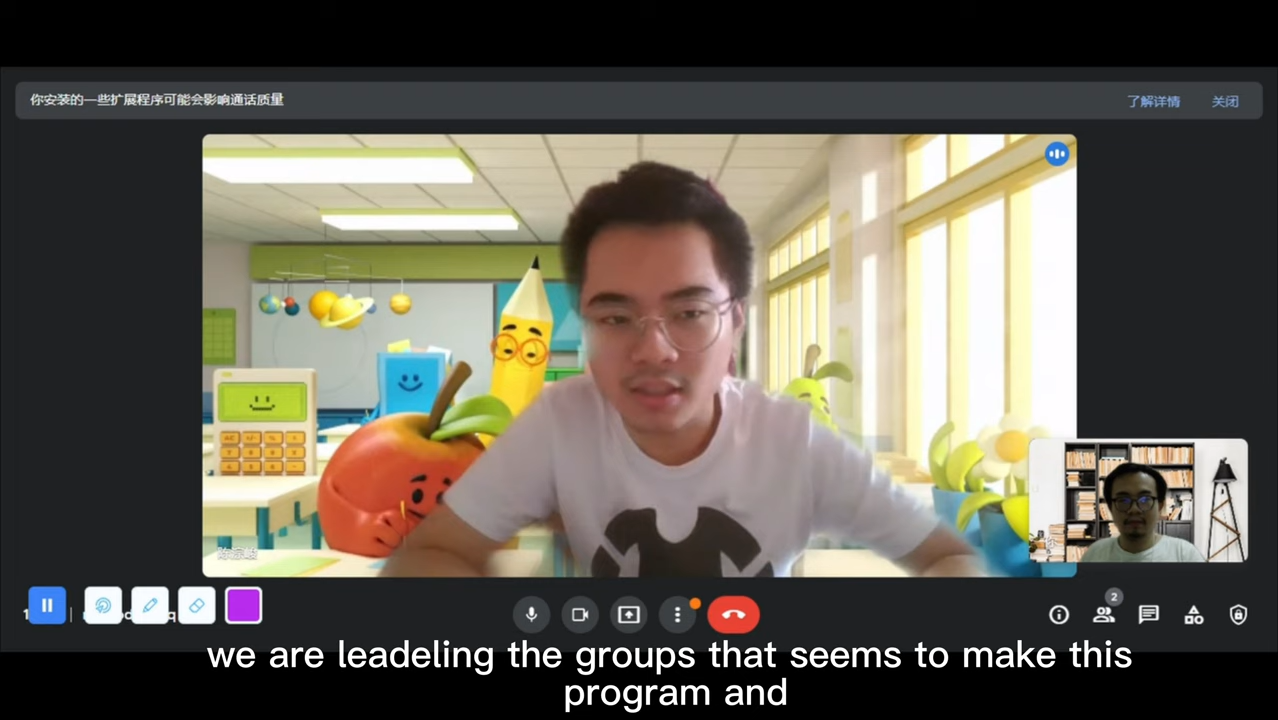 你安装的一些扩展程序可能会影响通话质量
了解详情
关闭
2
we are leadeling the groups that seems to make this
program and